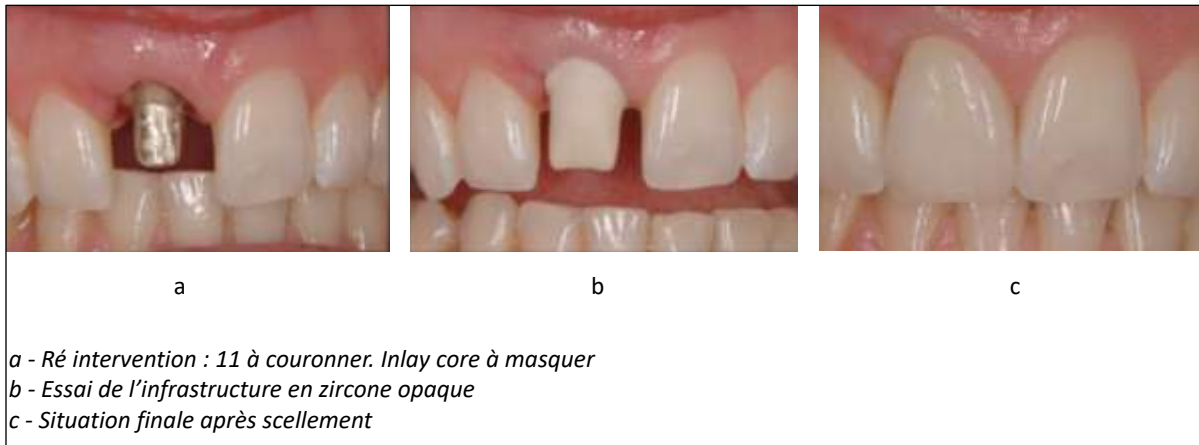 a b c
a - Ré intervention : 11 à couronner. Inlay core à masquer
b - Essai de l’infrastructure en zircone opaque
c - Situation finale après scellement